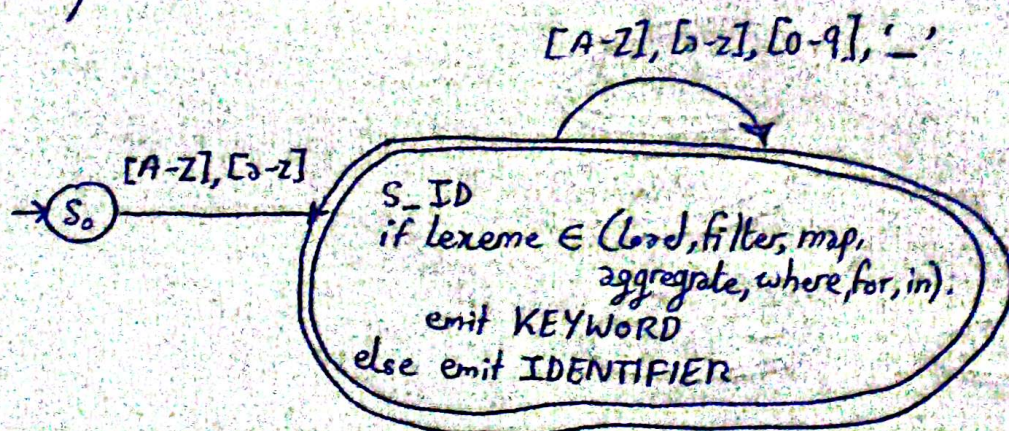 [A-Z], [a-z], [0-9], '_'
[A-Z], [a-z]
S₀
S_ID
if lexeme ∈ (load, filter, map,
aggregate, where, for, in).
emit KEYWORD
else emit IDENTIFIER